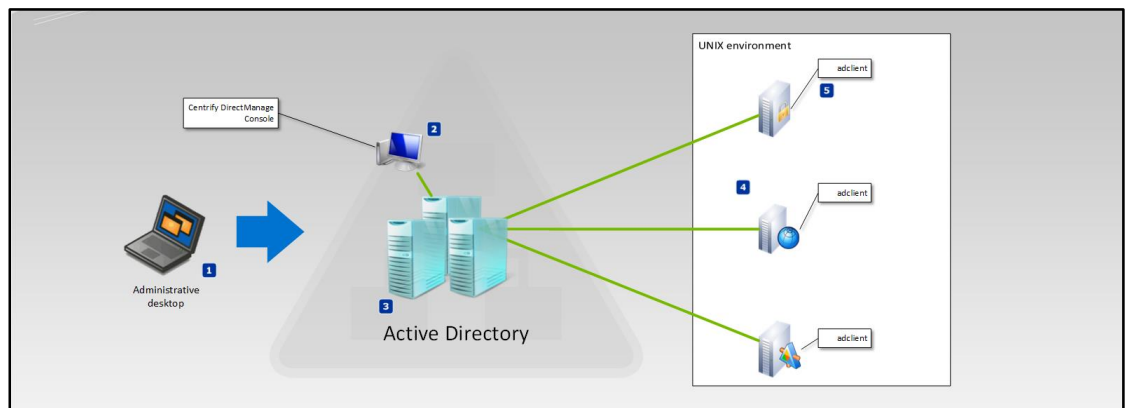 UNIX environment
adclient
5
Centrify DirectManage
Console
2
4
adclient
1
Administrative
desktop
3
Active Directory
adclient